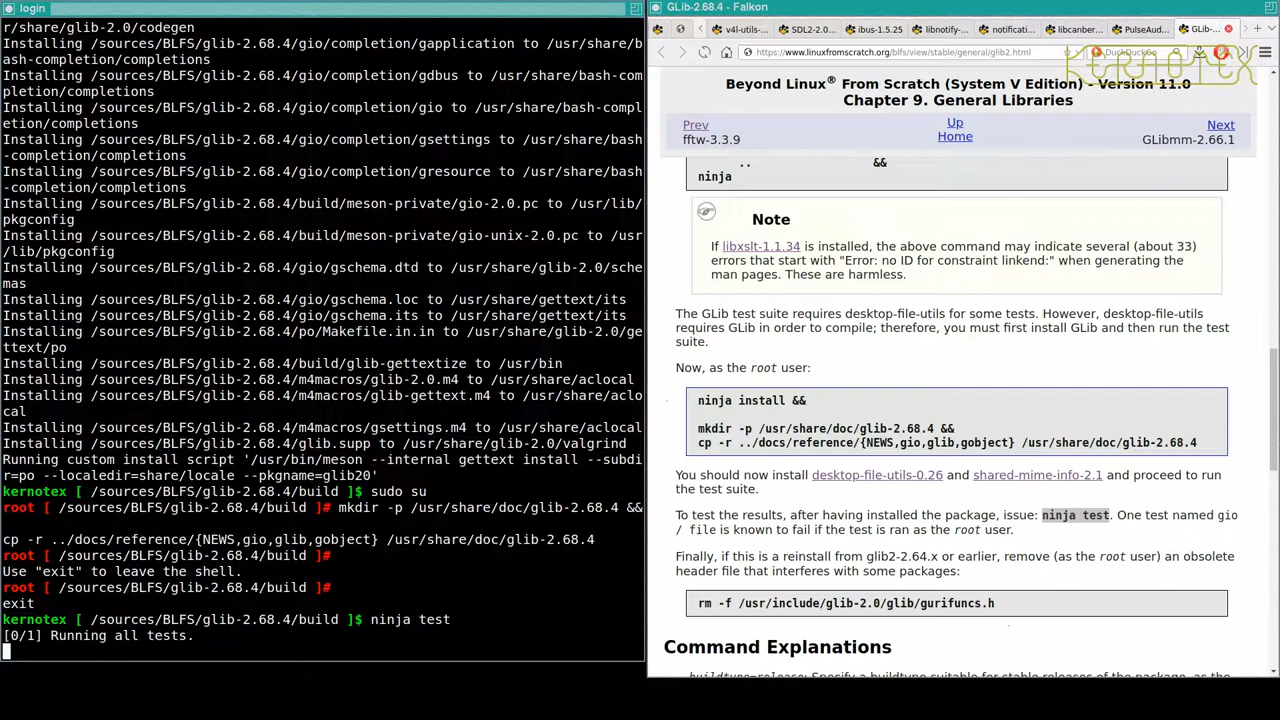 login
r/share/glib-2.0/codegen
Installing /sources/BLFS/glib-2.68.4/gio/completion/gapplication to /usr/share/b
ash-completion/completions
Installing /sources/BLFS/glib-2.68.4/gio/completion/gdbus to /usr/share/bash-com
pletion/completions
Installing /sources/BLFS/glib-2.68.4/gio/completion/gio to /usr/share/bash-compl
etion/completions
Installing /sources/BLFS/glib-2.68.4/gio/completion/gsettings to /usr/share/bash
-completion/completions
Installing /sources/BLFS/glib-2.68.4/gio/completion/gresource to /usr/share/bash
-completion/completions
Installing /sources/BLFS/glib-2.68.4/build/meson-private/gio-2.0.pc to /usr/lib/
pkgconfig
Installing /sources/BLFS/glib-2.68.4/build/meson-private/gio-unix-2.0.pc to /usr
/lib/pkgconfig
Installing /sources/BLFS/glib-2.68.4/gio/gschema.dtd to /usr/share/glib-2.0/sche
mas
Installing /sources/BLFS/glib-2.68.4/gio/gschema.loc to /usr/share/gettext/its
Installing /sources/BLFS/glib-2.68.4/gio/gschema.its to /usr/share/gettext/its
Installing /sources/BLFS/glib-2.68.4/po/Makefile.in.in to /usr/share/glib-2.0/ge
ttext/po
Installing /sources/BLFS/glib-2.68.4/build/glib-gettextize to /usr/bin
Installing /sources/BLFS/glib-2.68.4/m4macros/glib-2.0.m4 to /usr/share/aclocal
Installing /sources/BLFS/glib-2.68.4/m4macros/glib-gettext.m4 to /usr/share/aclo
cal
Installing /sources/BLFS/glib-2.68.4/m4macros/gsettings.m4 to /usr/share/aclocal
Installing /sources/BLFS/glib-2.68.4/glib.supp to /usr/share/glib-2.0/valgrind
Running custom install script '/usr/bin/meson --internal gettext install --subdi
r=po --localedir=share/locale --pkgname=glib20'
kernotex [ /sources/BLFS/glib-2.68.4/build ]$ sudo su
root [ /sources/BLFS/glib-2.68.4/build ]# mkdir -p /usr/share/doc/glib-2.68.4 &&
cp -r ../docs/reference/{NEWS,gio,glib,gobject} /usr/share/doc/glib-2.68.4
root [ /sources/BLFS/glib-2.68.4/build ]#
Use "exit" to leave the shell.
root [ /sources/BLFS/glib-2.68.4/build ]#
exit
kernotex [ /sources/BLFS/glib-2.68.4/build ]$ ninja test
[0/1] Running all tests.
GLib-2.68.4 - Falkon
v4l-utils-... SDL2-2.0... ibus-1.5.25 libnotify-... notificati... libcanber... PulseAud... GLib-...
https://www.linuxfromscratch.org/blfs/view/stable/general/glib2.html
DuckDuckGo
KERNOTEX
Beyond Linux® From Scratch (System V Edition) - Version 11.0
Chapter 9. General Libraries
Prev Up Next
fftw-3.3.9 Home GLibmm-2.66.1
.. &&
ninja
Note
If libxslt-1.1.34 is installed, the above command may indicate several (about 33)
errors that start with "Error: no ID for constraint linkend:" when generating the
man pages. These are harmless.
The GLib test suite requires desktop-file-utils for some tests. However, desktop-file-utils
requires GLib in order to compile; therefore, you must first install GLib and then run the test
suite.
Now, as the root user:
ninja install &&
mkdir -p /usr/share/doc/glib-2.68.4 &&
cp -r ../docs/reference/{NEWS,gio,glib,gobject} /usr/share/doc/glib-2.68.4
You should now install desktop-file-utils-0.26 and shared-mime-info-2.1 and proceed to run
the test suite.
To test the results, after having installed the package, issue: ninja test. One test named gio
/ file is known to fail if the test is ran as the root user.
Finally, if this is a reinstall from glib2-2.64.x or earlier, remove (as the root user) an obsolete
header file that interferes with some packages:
rm -f /usr/include/glib-2.0/glib/gurifuncs.h
Command Explanations